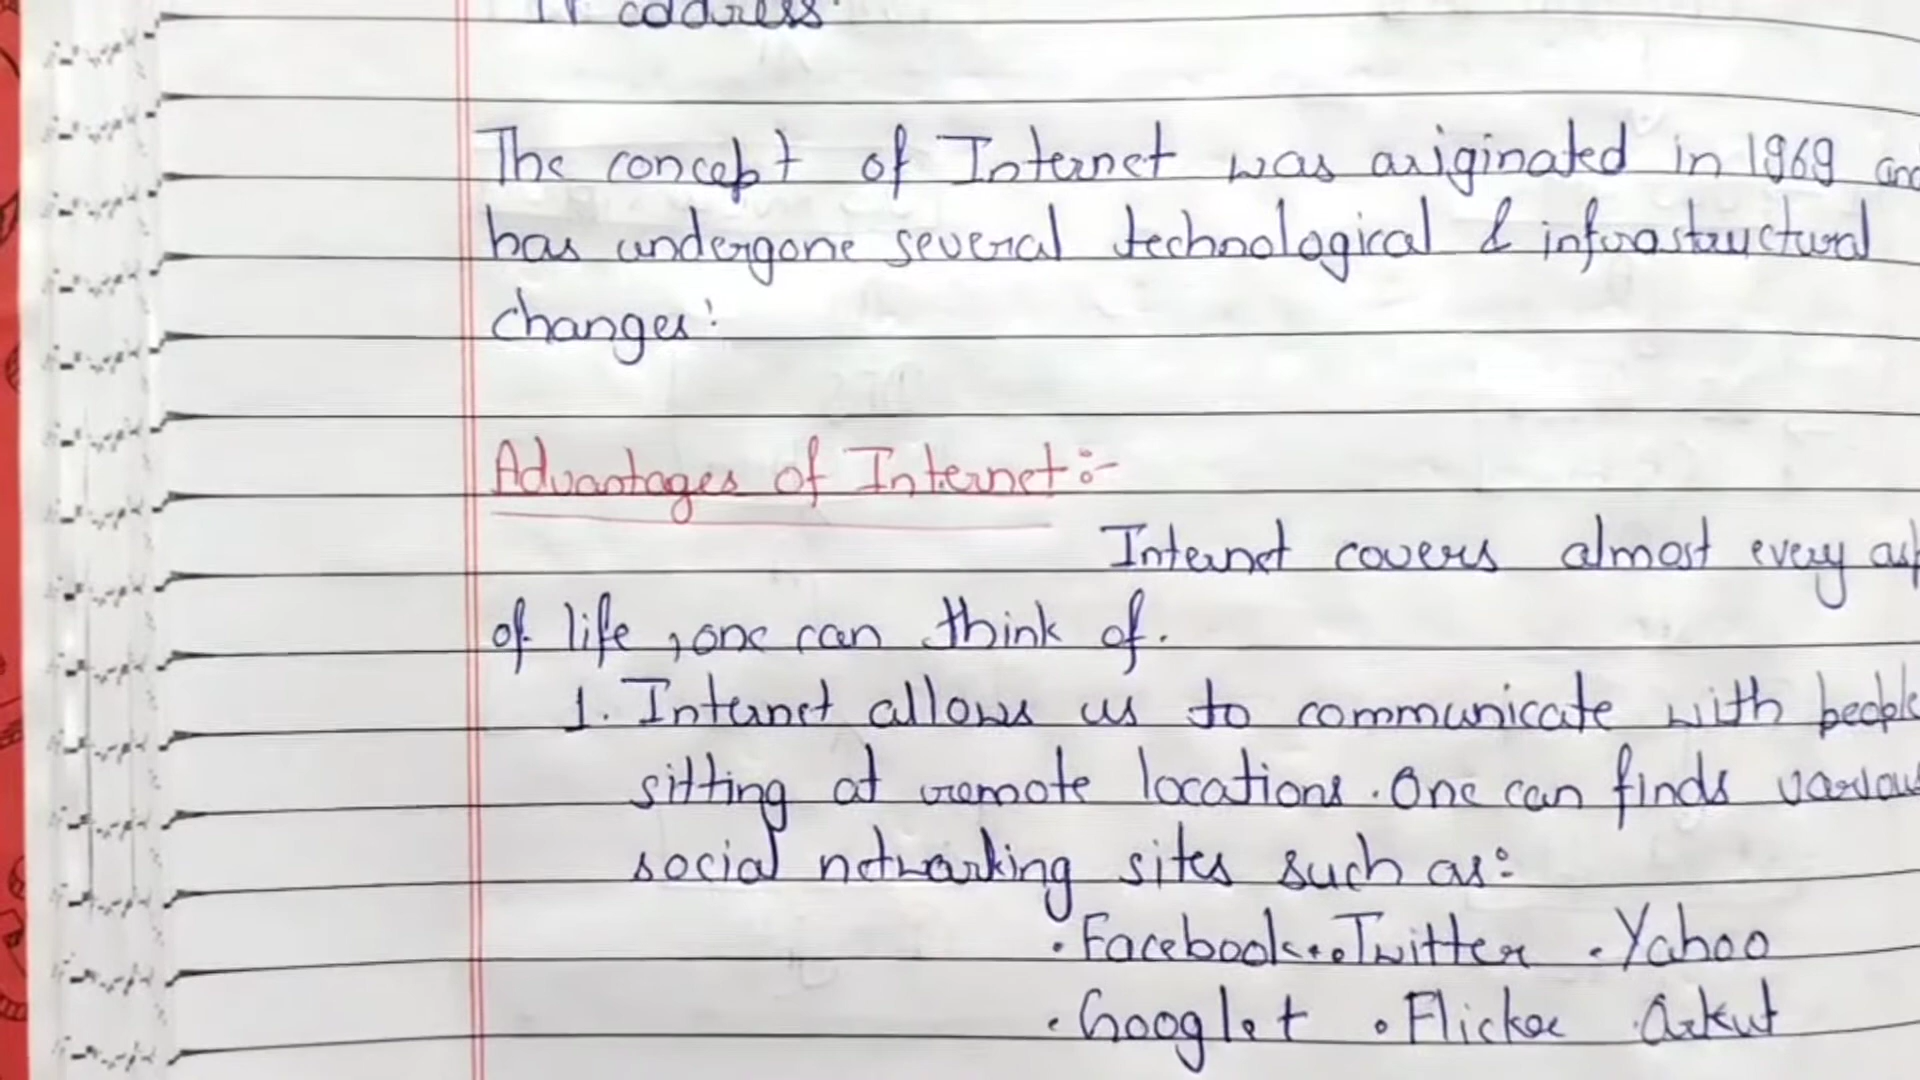 IP address
The concept of Internet was originated in 1969 and
has undergone several technological & infrastructural
changes:
Advantages of Internet:-
Internet covers almost every asp
of life, one can think of.
1. Internet allows us to communicate with people
sitting at remote locations. One can finds various
social networking sites such as:
• Facebook • Twitter • Yahoo
• Google+ • Flicker Orkut